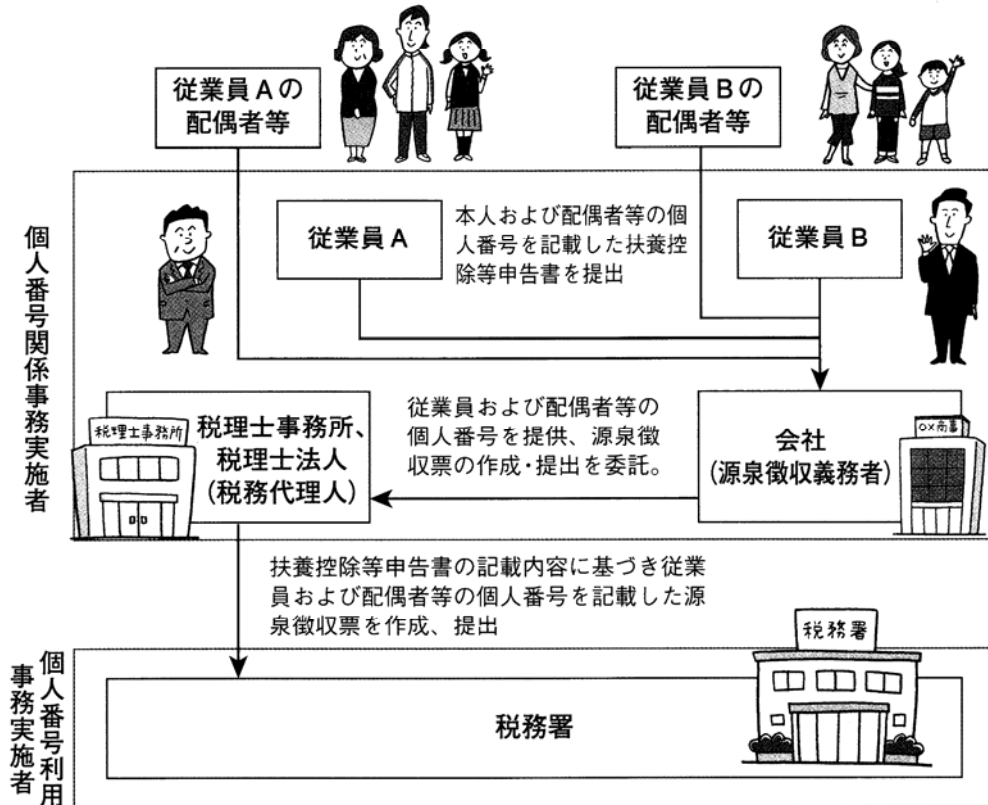 従業員Aの
配偶者等
従業員Bの
配偶者等
個人番号関係事務実施者
従業員A
本人および配偶者等の個
人番号を記載した扶養控
除等申告書を提出
従業員B
税理士事務所
税理士事務所、
税理士法人
(税務代理人)
従業員および配偶者等の
個人番号を提供、源泉徴
収票の作成・提出を委託。
会社
(源泉徴収義務者)
○×商事
扶養控除等申告書の記載内容に基づき従業
員および配偶者等の個人番号を記載した源
泉徴収票を作成、提出
税務署
個人番号利用
事務実施者
税務署